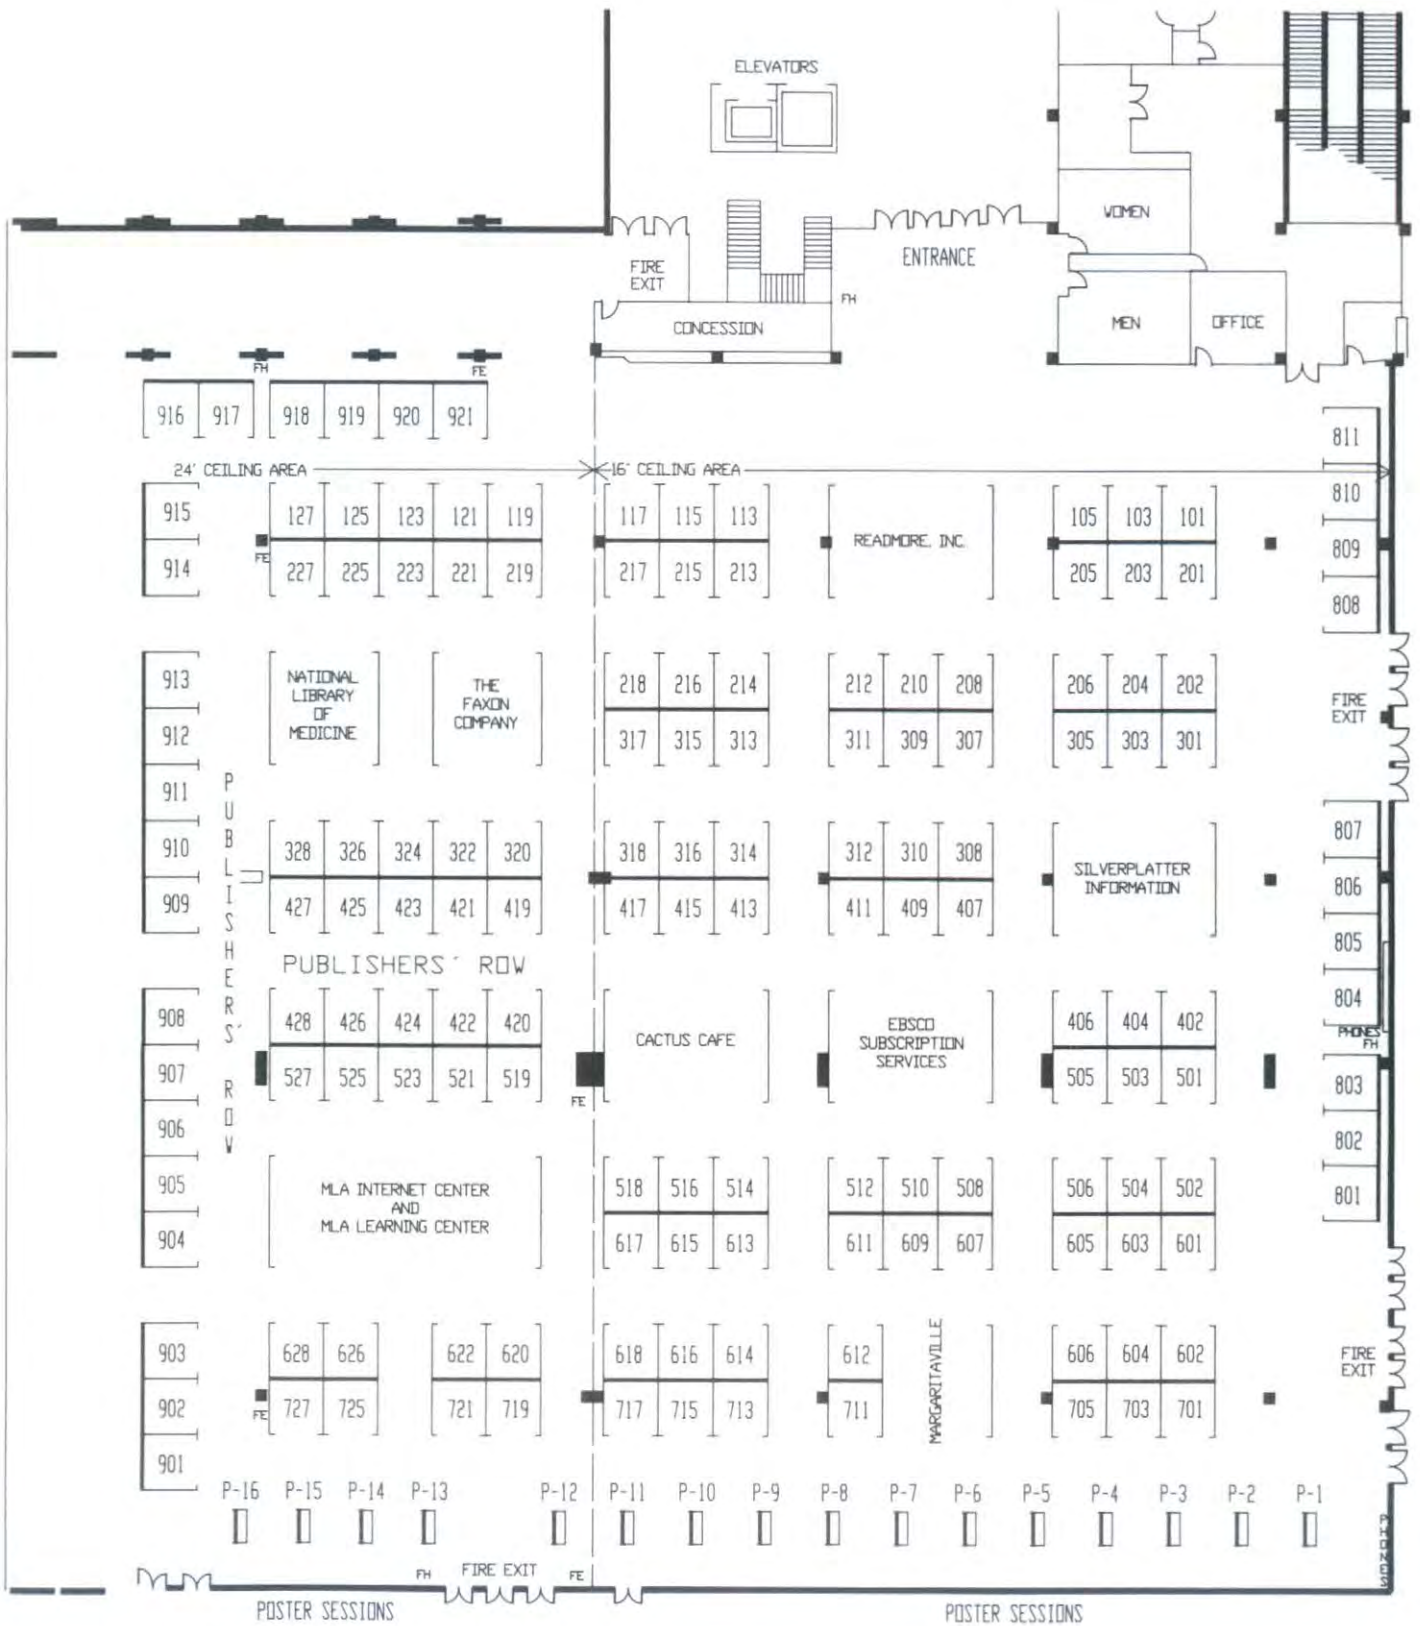 ELEVATORS
WOMEN
ENTRANCE
FIRE
EXIT
FH
CONCESSION
MEN
OFFICE
FH
FE
916 917 918 919 920 921
811
24' CEILING AREA
16' CEILING AREA
810
915
127 125 123 121 119
117 115 113
READMORE, INC.
105 103 101
809
FE
914
227 225 223 221 219
217 215 213
205 203 201
808
913
NATIONAL
LIBRARY
OF
MEDICINE
THE
FAXON
COMPANY
218 216 214
212 210 208
206 204 202
FIRE
EXIT
912
317 315 313
311 309 307
305 303 301
911
PUBLISHERS' ROW
807
910
328 326 324 322 320
318 316 314
312 310 308
SILVERPLATTER
INFORMATION
806
909
427 425 423 421 419
417 415 413
411 409 407
805
PUBLISHERS' ROW
804
908
428 426 424 422 420
CACTUS CAFE
EBSCO
SUBSCRIPTION
SERVICES
406 404 402
PHONES
FH
907
527 525 523 521 519
505 503 501
803
FE
906
802
905
MLA INTERNET CENTER
AND
MLA LEARNING CENTER
518 516 514
512 510 508
506 504 502
801
904
617 615 613
611 609 607
605 603 601
903
628 626 622 620
618 616 614
612
MARGARITAVILLE
606 604 602
FIRE
EXIT
902
FE
727 725 721 719
717 715 713
711
705 703 701
901
P-16 P-15 P-14 P-13 P-12 P-11 P-10 P-9 P-8 P-7 P-6 P-5 P-4 P-3 P-2 P-1
PHONES
FH
FIRE EXIT
FE
POSTER SESSIONS
POSTER SESSIONS